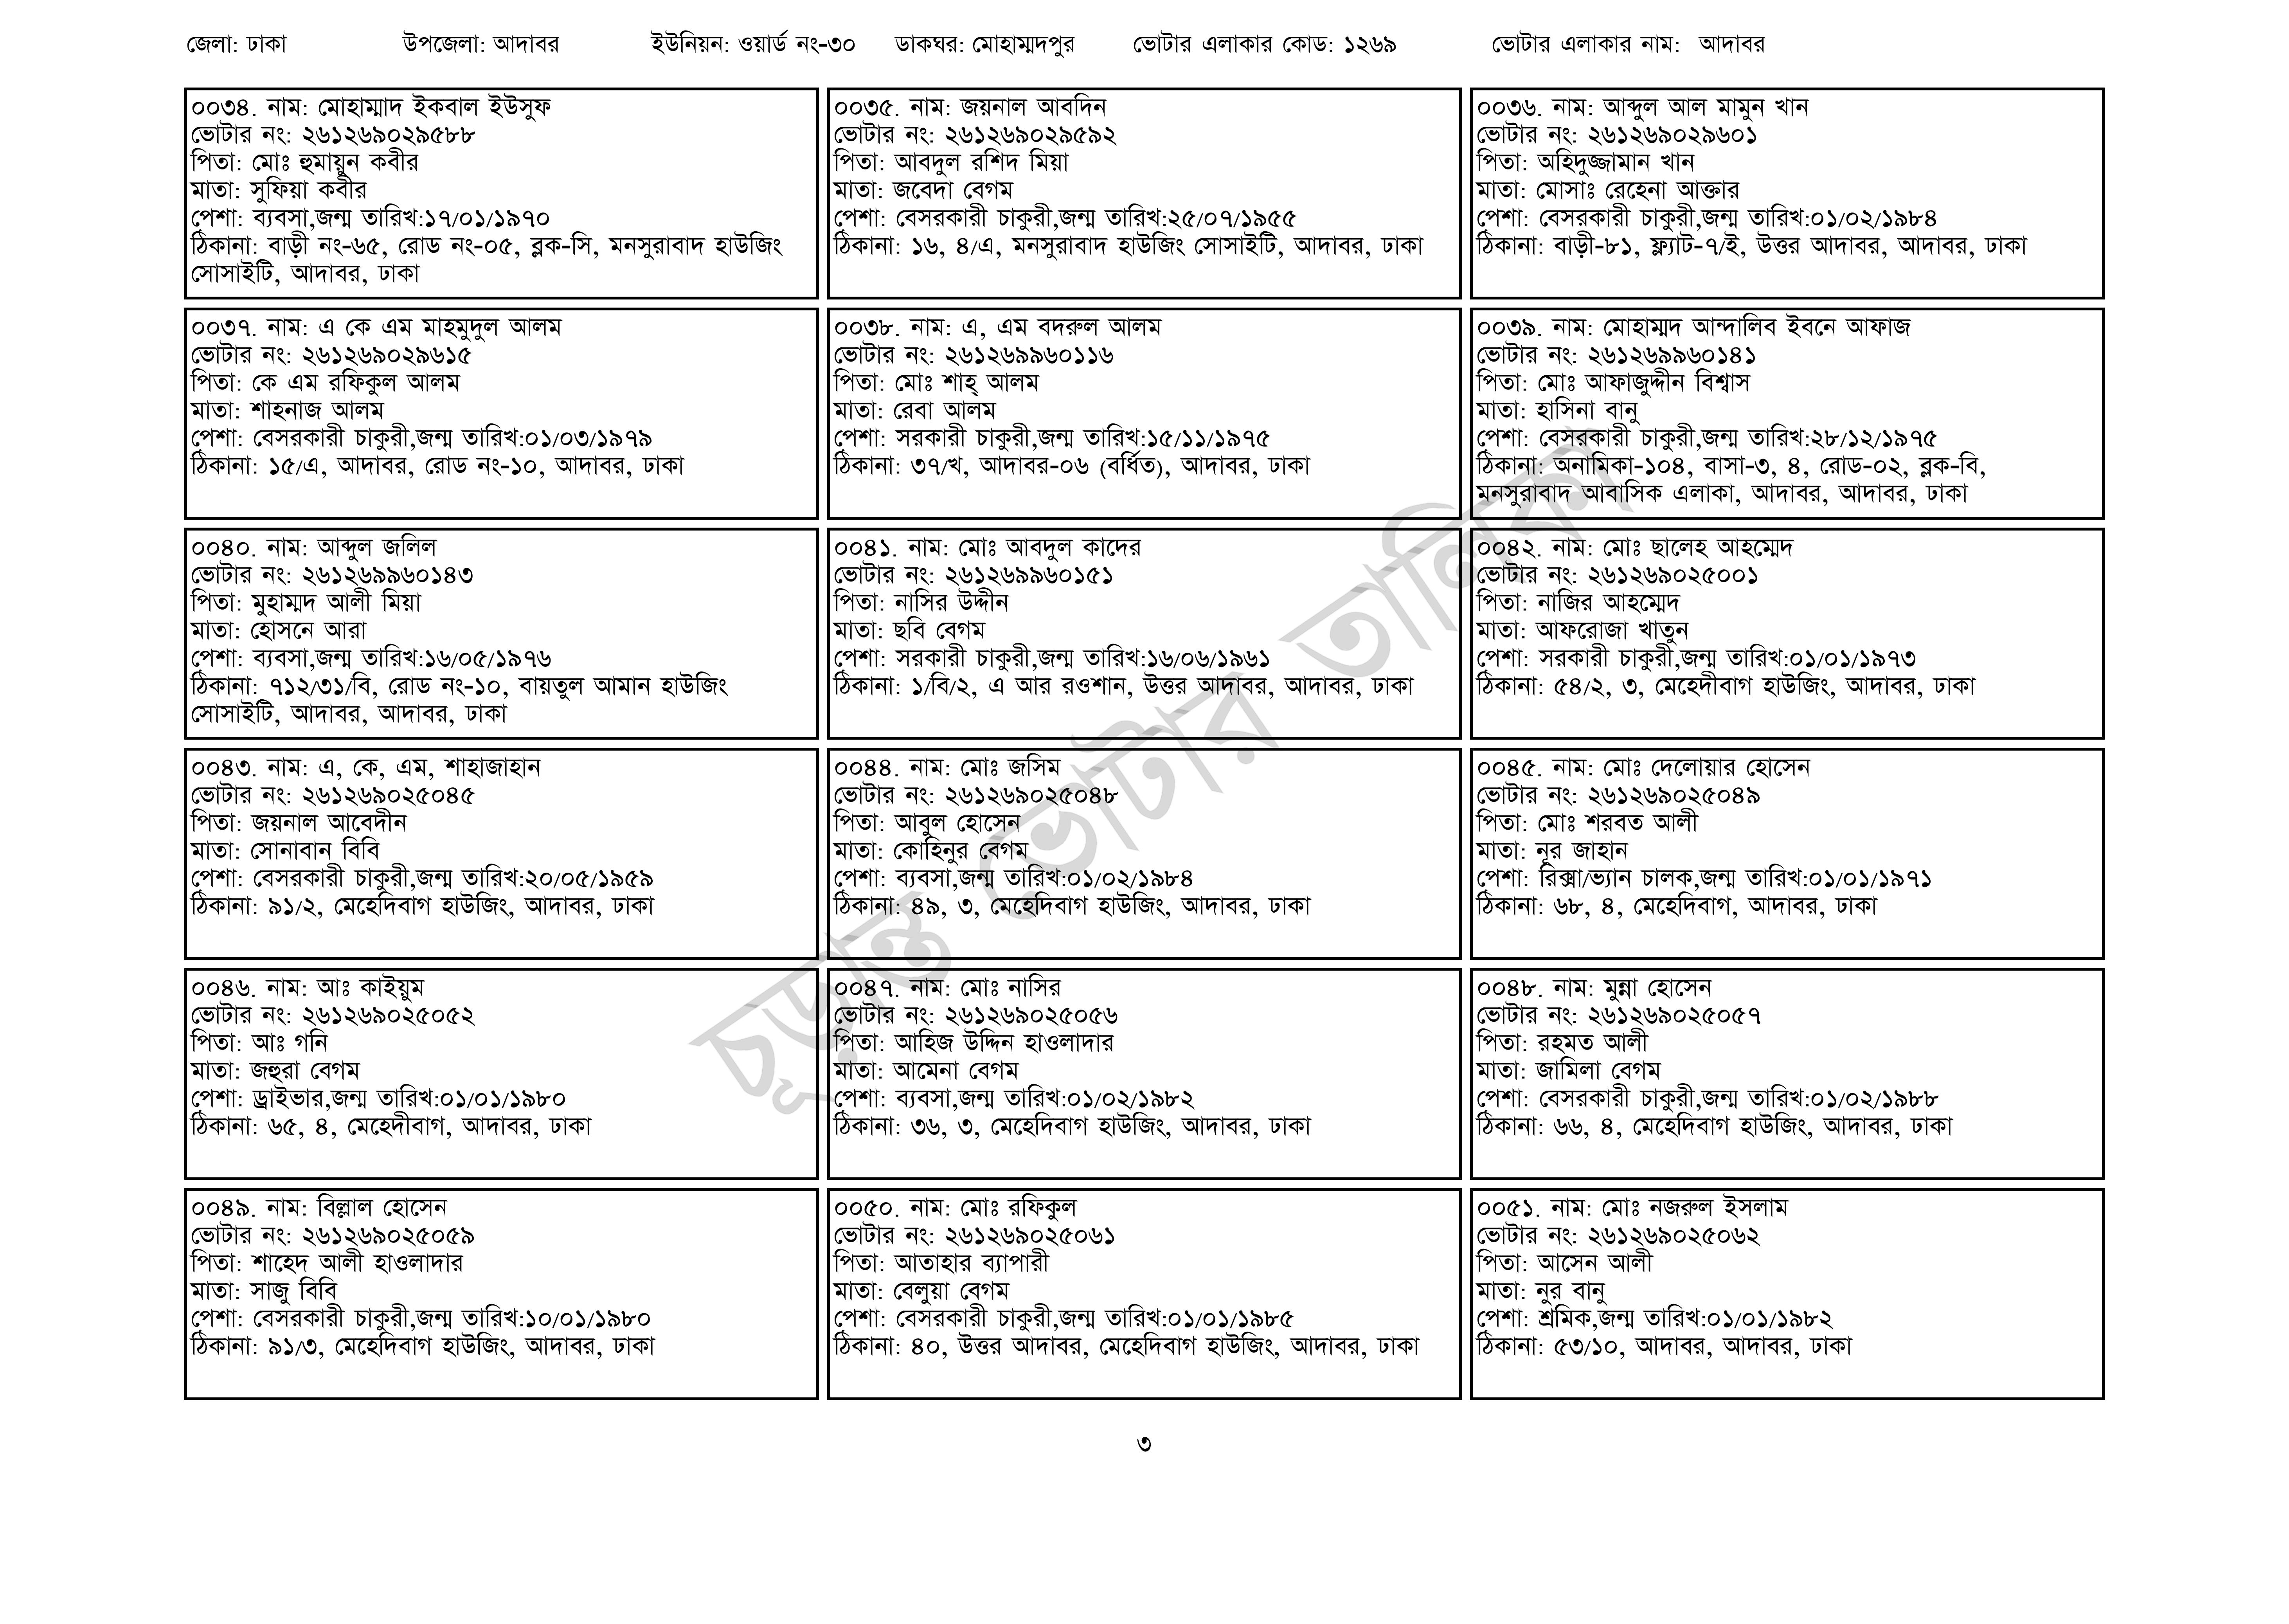 জেলা: ঢাকা উপজেলা: আদাবর ইউনিয়ন: ওয়ার্ড নং-৩০ ডাকঘর: মোহাম্মদপুর ভোটার এলাকার কোড: ১২৬৯ ভোটার এলাকার নাম: আদাবর
০০৩৪. নাম: মোহাম্মাদ ইকবাল ইউসুফ
ভোটার নং: ২৬১২৬৯০২৯৫৮৮
পিতা: মোঃ হুমায়ুন কবীর
মাতা: সুফিয়া কবীর
পেশা: ব্যবসা,জন্ম তারিখ:১৭/০১/১৯৭০
ঠিকানা: বাড়ী নং-৬৫, রোড নং-০৫, ব্লক-সি, মনসুরাবাদ হাউজিং
সোসাইটি, আদাবর, ঢাকা
০০৩৫. নাম: জয়নাল আবদিন
ভোটার নং: ২৬১২৬৯০২৯৫৯২
পিতা: আবদুল রশিদ মিয়া
মাতা: জবেদা বেগম
পেশা: বেসরকারী চাকুরী,জন্ম তারিখ:২৫/০৭/১৯৫৫
ঠিকানা: ১৬, ৪/এ, মনসুরাবাদ হাউজিং সোসাইটি, আদাবর, ঢাকা
০০৩৬. নাম: আব্দুল আল মামুন খান
ভোটার নং: ২৬১২৬৯০২৯৬০১
পিতা: অহিদুজ্জামান খান
মাতা: মোসাঃ রেহেনা আক্তার
পেশা: বেসরকারী চাকুরী,জন্ম তারিখ:০১/০২/১৯৮৪
ঠিকানা: বাড়ী-৮১, ফ্ল্যাট-৭/ই, উত্তর আদাবর, আদাবর, ঢাকা
০০৩৭. নাম: এ কে এম মাহমুদুল আলম
ভোটার নং: ২৬১২৬৯০২৯৬১৫
পিতা: কে এম রফিকুল আলম
মাতা: শাহনাজ আলম
পেশা: বেসরকারী চাকুরী,জন্ম তারিখ:০১/০৩/১৯৭৯
ঠিকানা: ১৫/এ, আদাবর, রোড নং-১০, আদাবর, ঢাকা
০০৩৮. নাম: এ, এম বদরুল আলম
ভোটার নং: ২৬১২৬৯৯৬০১১৬
পিতা: মোঃ শাহ্ আলম
মাতা: রেবা আলম
পেশা: সরকারী চাকুরী,জন্ম তারিখ:১৫/১১/১৯৭৫
ঠিকানা: ৩৭/খ, আদাবর-০৬ (বর্ধিত), আদাবর, ঢাকা
০০৩৯. নাম: মোহাম্মদ আন্দালিব ইবনে আফাজ
ভোটার নং: ২৬১২৬৯৯৬০১৪১
পিতা: মোঃ আফাজুদ্দীন বিশ্বাস
মাতা: হাসিনা বানু
পেশা: বেসরকারী চাকুরী,জন্ম তারিখ:২৮/১২/১৯৭৫
ঠিকানা: অনামিকা-১০৪, বাসা-৩, ৪, রোড-০২, ব্লক-বি,
মনসুরাবাদ আবাসিক এলাকা, আদাবর, আদাবর, ঢাকা
০০৪০. নাম: আব্দুল জলিল
ভোটার নং: ২৬১২৬৯৯৬০১৪৩
পিতা: মুহাম্মদ আলী মিয়া
মাতা: হোসনে আরা
পেশা: ব্যবসা,জন্ম তারিখ:১৬/০৫/১৯৭৬
ঠিকানা: ৭১২/৩১/বি, রোড নং-১০, বায়তুল আমান হাউজিং
সোসাইটি, আদাবর, আদাবর, ঢাকা
০০৪১. নাম: মোঃ আবদুল কাদের
ভোটার নং: ২৬১২৬৯৯৬০১৫১
পিতা: নাসির উদ্দীন
মাতা: ছবি বেগম
পেশা: সরকারী চাকুরী,জন্ম তারিখ:১৬/০৬/১৯৬১
ঠিকানা: ১/বি/২, এ আর রওশান, উত্তর আদাবর, আদাবর, ঢাকা
০০৪২. নাম: মোঃ ছালেহ আহম্মেদ
ভোটার নং: ২৬১২৬৯০২৫০০১
পিতা: নাজির আহম্মেদ
মাতা: আফরোজা খাতুন
পেশা: সরকারী চাকুরী,জন্ম তারিখ:০১/০১/১৯৭৩
ঠিকানা: ৫৪/২, ৩, মেহেদীবাগ হাউজিং, আদাবর, ঢাকা
০০৪৩. নাম: এ, কে, এম, শাহাজাহান
ভোটার নং: ২৬১২৬৯০২৫০৪৫
পিতা: জয়নাল আবেদীন
মাতা: সোনাবান বিবি
পেশা: বেসরকারী চাকুরী,জন্ম তারিখ:২০/০৫/১৯৫৯
ঠিকানা: ৯১/২, মেহেদিবাগ হাউজিং, আদাবর, ঢাকা
০০৪৪. নাম: মোঃ জসিম
ভোটার নং: ২৬১২৬৯০২৫০৪৮
পিতা: আবুল হোসেন
মাতা: কোহিনুর বেগম
পেশা: ব্যবসা,জন্ম তারিখ:০১/০২/১৯৮৪
ঠিকানা: ৪৯, ৩, মেহেদিবাগ হাউজিং, আদাবর, ঢাকা
০০৪৫. নাম: মোঃ দেলোয়ার হোসেন
ভোটার নং: ২৬১২৬৯০২৫০৪৯
পিতা: মোঃ শরবত আলী
মাতা: নূর জাহান
পেশা: রিক্সা/ভ্যান চালক,জন্ম তারিখ:০১/০১/১৯৭১
ঠিকানা: ৬৮, ৪, মেহেদিবাগ, আদাবর, ঢাকা
০০৪৬. নাম: আঃ কাইয়ুম
ভোটার নং: ২৬১২৬৯০২৫০৫২
পিতা: আঃ গনি
মাতা: জহুরা বেগম
পেশা: ড্রাইভার,জন্ম তারিখ:০১/০১/১৯৮০
ঠিকানা: ৬৫, ৪, মেহেদীবাগ, আদাবর, ঢাকা
০০৪৭. নাম: মোঃ নাসির
ভোটার নং: ২৬১২৬৯০২৫০৫৬
পিতা: আহিজ উদ্দিন হাওলাদার
মাতা: আমেনা বেগম
পেশা: ব্যবসা,জন্ম তারিখ:০১/০২/১৯৮২
ঠিকানা: ৩৬, ৩, মেহেদিবাগ হাউজিং, আদাবর, ঢাকা
০০৪৮. নাম: মুন্না হোসেন
ভোটার নং: ২৬১২৬৯০২৫০৫৭
পিতা: রহমত আলী
মাতা: জামিলা বেগম
পেশা: বেসরকারী চাকুরী,জন্ম তারিখ:০১/০২/১৯৮৮
ঠিকানা: ৬৬, ৪, মেহেদিবাগ হাউজিং, আদাবর, ঢাকা
০০৪৯. নাম: বিল্লাল হোসেন
ভোটার নং: ২৬১২৬৯০২৫০৫৯
পিতা: শাহেদ আলী হাওলাদার
মাতা: সাজু বিবি
পেশা: বেসরকারী চাকুরী,জন্ম তারিখ:১০/০১/১৯৮০
ঠিকানা: ৯১/৩, মেহেদিবাগ হাউজিং, আদাবর, ঢাকা
০০৫০. নাম: মোঃ রফিকুল
ভোটার নং: ২৬১২৬৯০২৫০৬১
পিতা: আতাহার ব্যাপারী
মাতা: বেলুয়া বেগম
পেশা: বেসরকারী চাকুরী,জন্ম তারিখ:০১/০১/১৯৮৫
ঠিকানা: ৪০, উত্তর আদাবর, মেহেদিবাগ হাউজিং, আদাবর, ঢাকা
০০৫১. নাম: মোঃ নজরুল ইসলাম
ভোটার নং: ২৬১২৬৯০২৫০৬২
পিতা: আসেন আলী
মাতা: নুর বানু
পেশা: শ্রমিক,জন্ম তারিখ:০১/০১/১৯৮২
ঠিকানা: ৫৩/১০, আদাবর, আদাবর, ঢাকা
চূড়ান্ত ভোটার তালিকা
৩